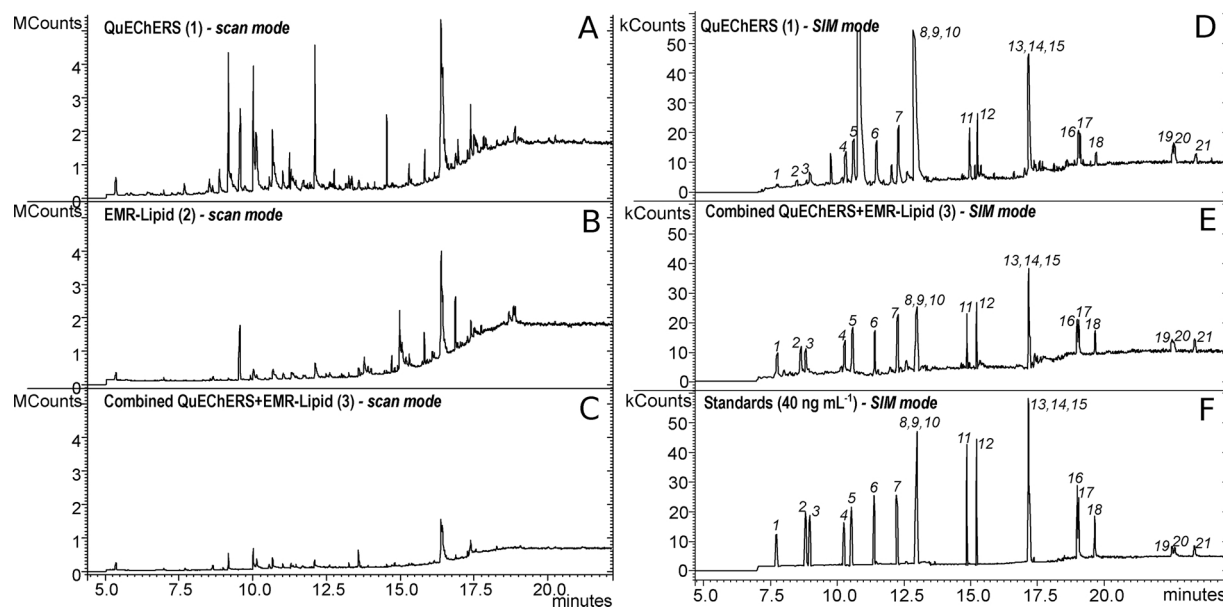 MCounts
QuEChERS (1) - scan mode
A
5
4
3
2
1
0
MCounts
EMR-Lipid (2) - scan mode
B
5
4
3
2
1
0
MCounts
Combined QuEChERS+EMR-Lipid (3) - scan mode
C
5
4
3
2
1
0
5.0 7.5 10.0 12.5 15.0 17.5 20.0
minutes
kCounts
QuEChERS (1) - SIM mode
D
50
40
30
20
10
0
1 2 3 4 5 6 7 8,9,10 11 12 13,14,15 16 17 18 19 20 21
kCounts
Combined QuEChERS+EMR-Lipid (3) - SIM mode
E
50
40
30
20
10
0
1 2 3 4 5 6 7 8,9,10 11 12 13,14,15 16 17 18 19 20 21
kCounts
Standards (40 ng mL-1) - SIM mode
F
50
40
30
20
10
0
1 2 3 4 5 6 7 8,9,10 11 12 13,14,15 16 17 18 19 20 21
5.0 7.5 10.0 12.5 15.0 17.5 20.0
minutes